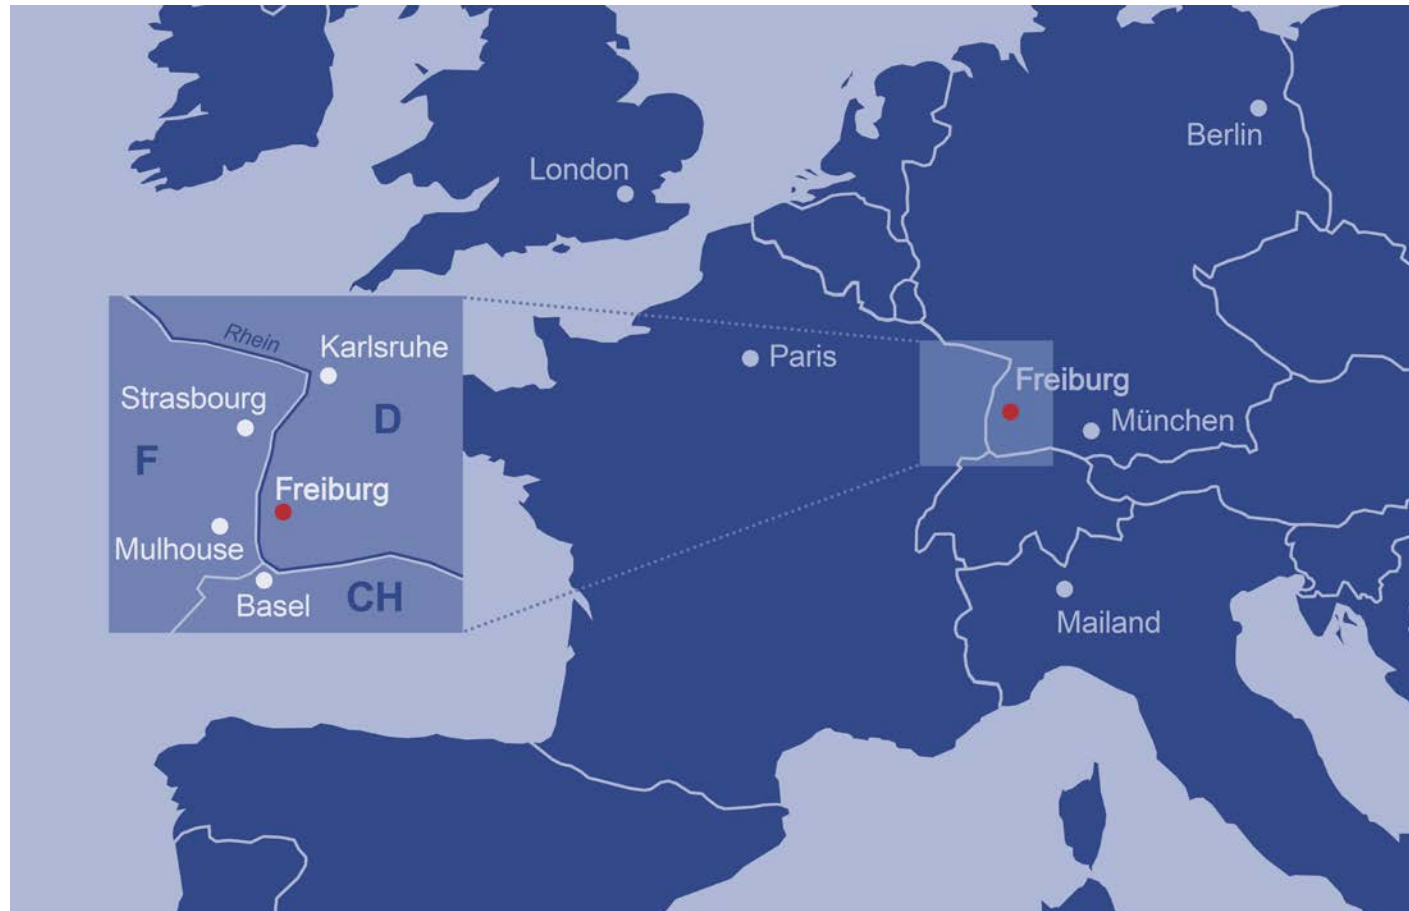 Berlin
London
Rhein
Karlsruhe
Strasbourg
D
F
Freiburg
Mulhouse
Basel
CH
Paris
Freiburg
München
Mailand